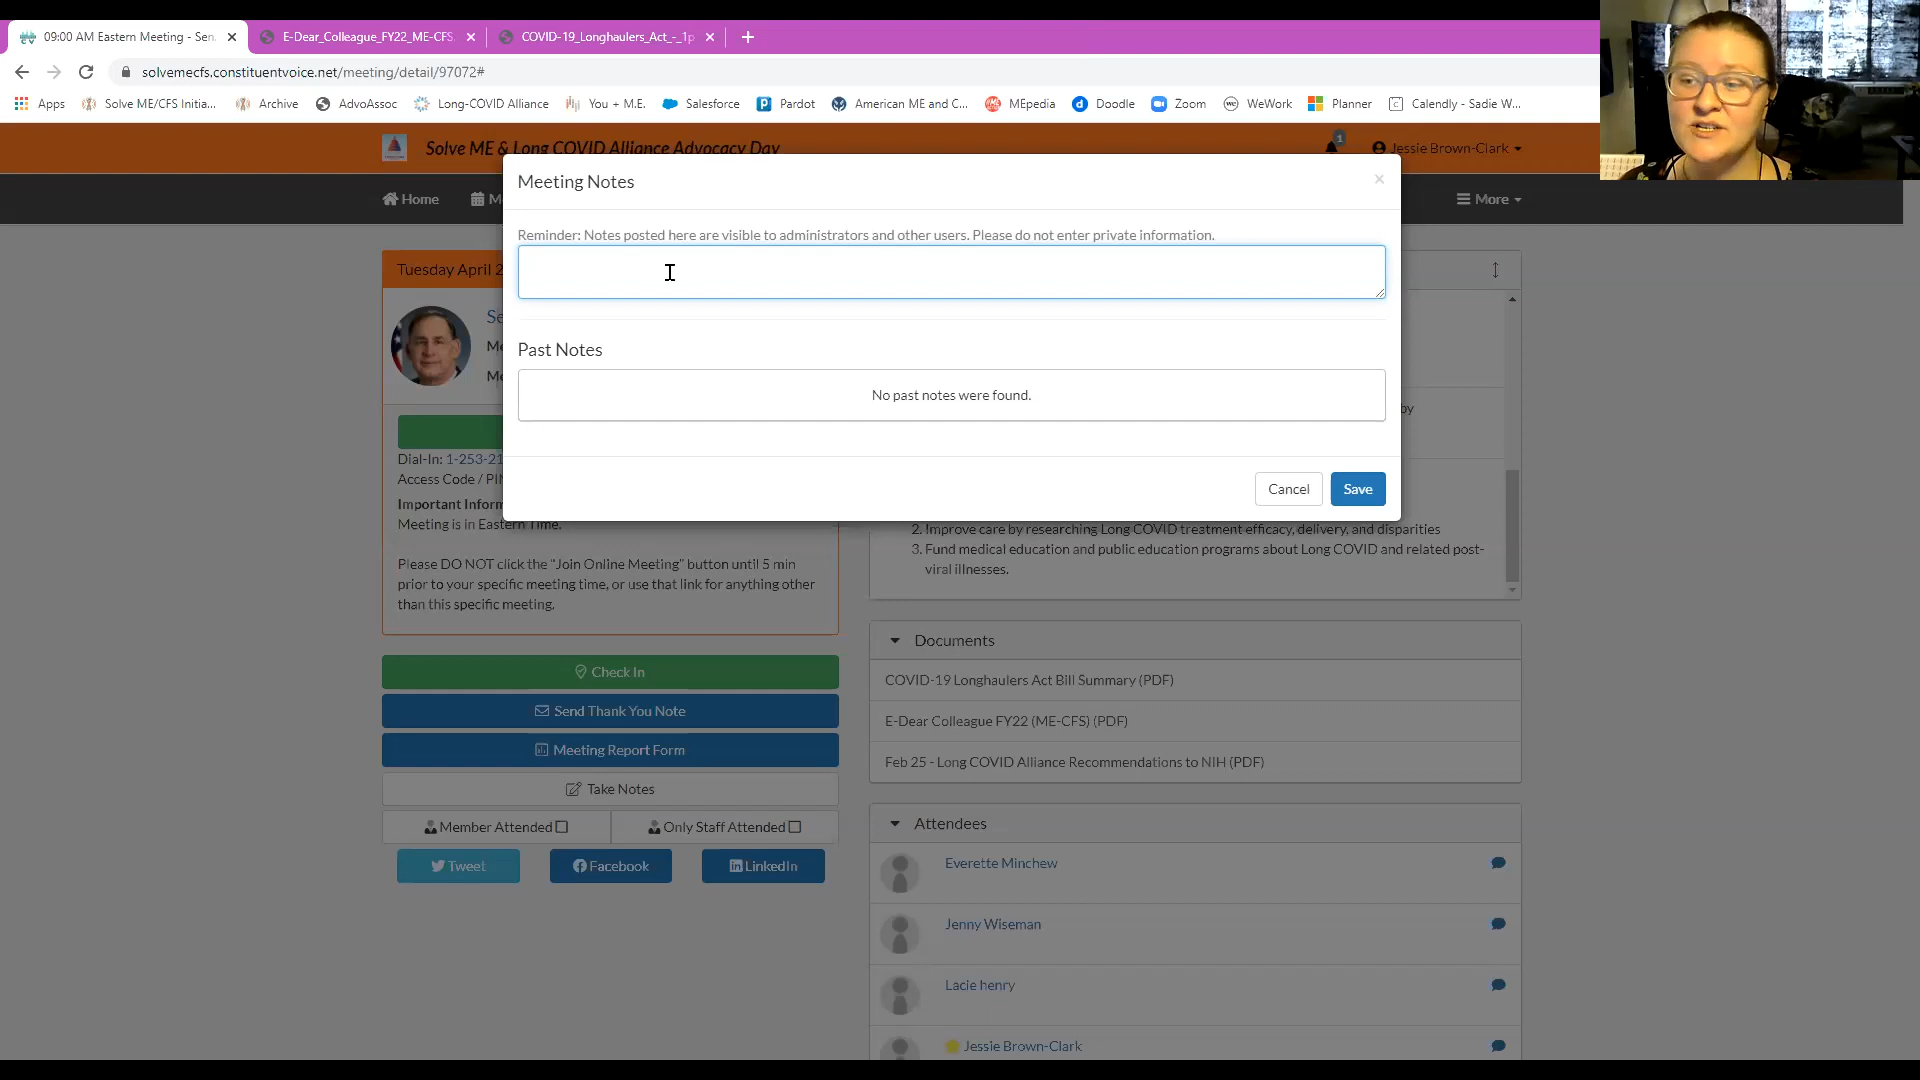 09:00 AM Eastern Meeting - Sen.
E-Dear_Colleague_FY22_ME-CFS.
COVID-19_Longhaulers_Act_-_1p
solvemecfs.constituentvoice.net/meeting/detail/97072#
Apps
Solve ME/CFS Initia...
Archive
AdvoAssoc
Long-COVID Alliance
You + M.E.
Salesforce
Pardot
American ME and C...
MEpedia
Doodle
Zoom
WeWork
Planner
Calendly - Sadie W...
Solve ME & Long COVID Alliance Advocacy Day
1
Jessie Brown-Clark
Home
M
More
Meeting Notes
Reminder: Notes posted here are visible to administrators and other users. Please do not enter private information.
Past Notes
No past notes were found.
Cancel
Save
Tuesday April 2
Se
Me
Me
Dial-In: 1-253-21
Access Code / PI
Important Inform
Meeting is in Eastern Time.
Please DO NOT click the "Join Online Meeting" button until 5 min
prior to your specific meeting time, or use that link for anything other
than this specific meeting.
Check In
Send Thank You Note
Meeting Report Form
Take Notes
Member Attended
Only Staff Attended
Tweet
Facebook
LinkedIn
by
2. Improve care by researching Long COVID treatment efficacy, delivery, and disparities
3. Fund medical education and public education programs about Long COVID and related post-
viral illnesses.
Documents
COVID-19 Longhaulers Act Bill Summary (PDF)
E-Dear Colleague FY22 (ME-CFS) (PDF)
Feb 25 - Long COVID Alliance Recommendations to NIH (PDF)
Attendees
Everette Minchew
Jenny Wiseman
Lacie henry
Jessie Brown-Clark